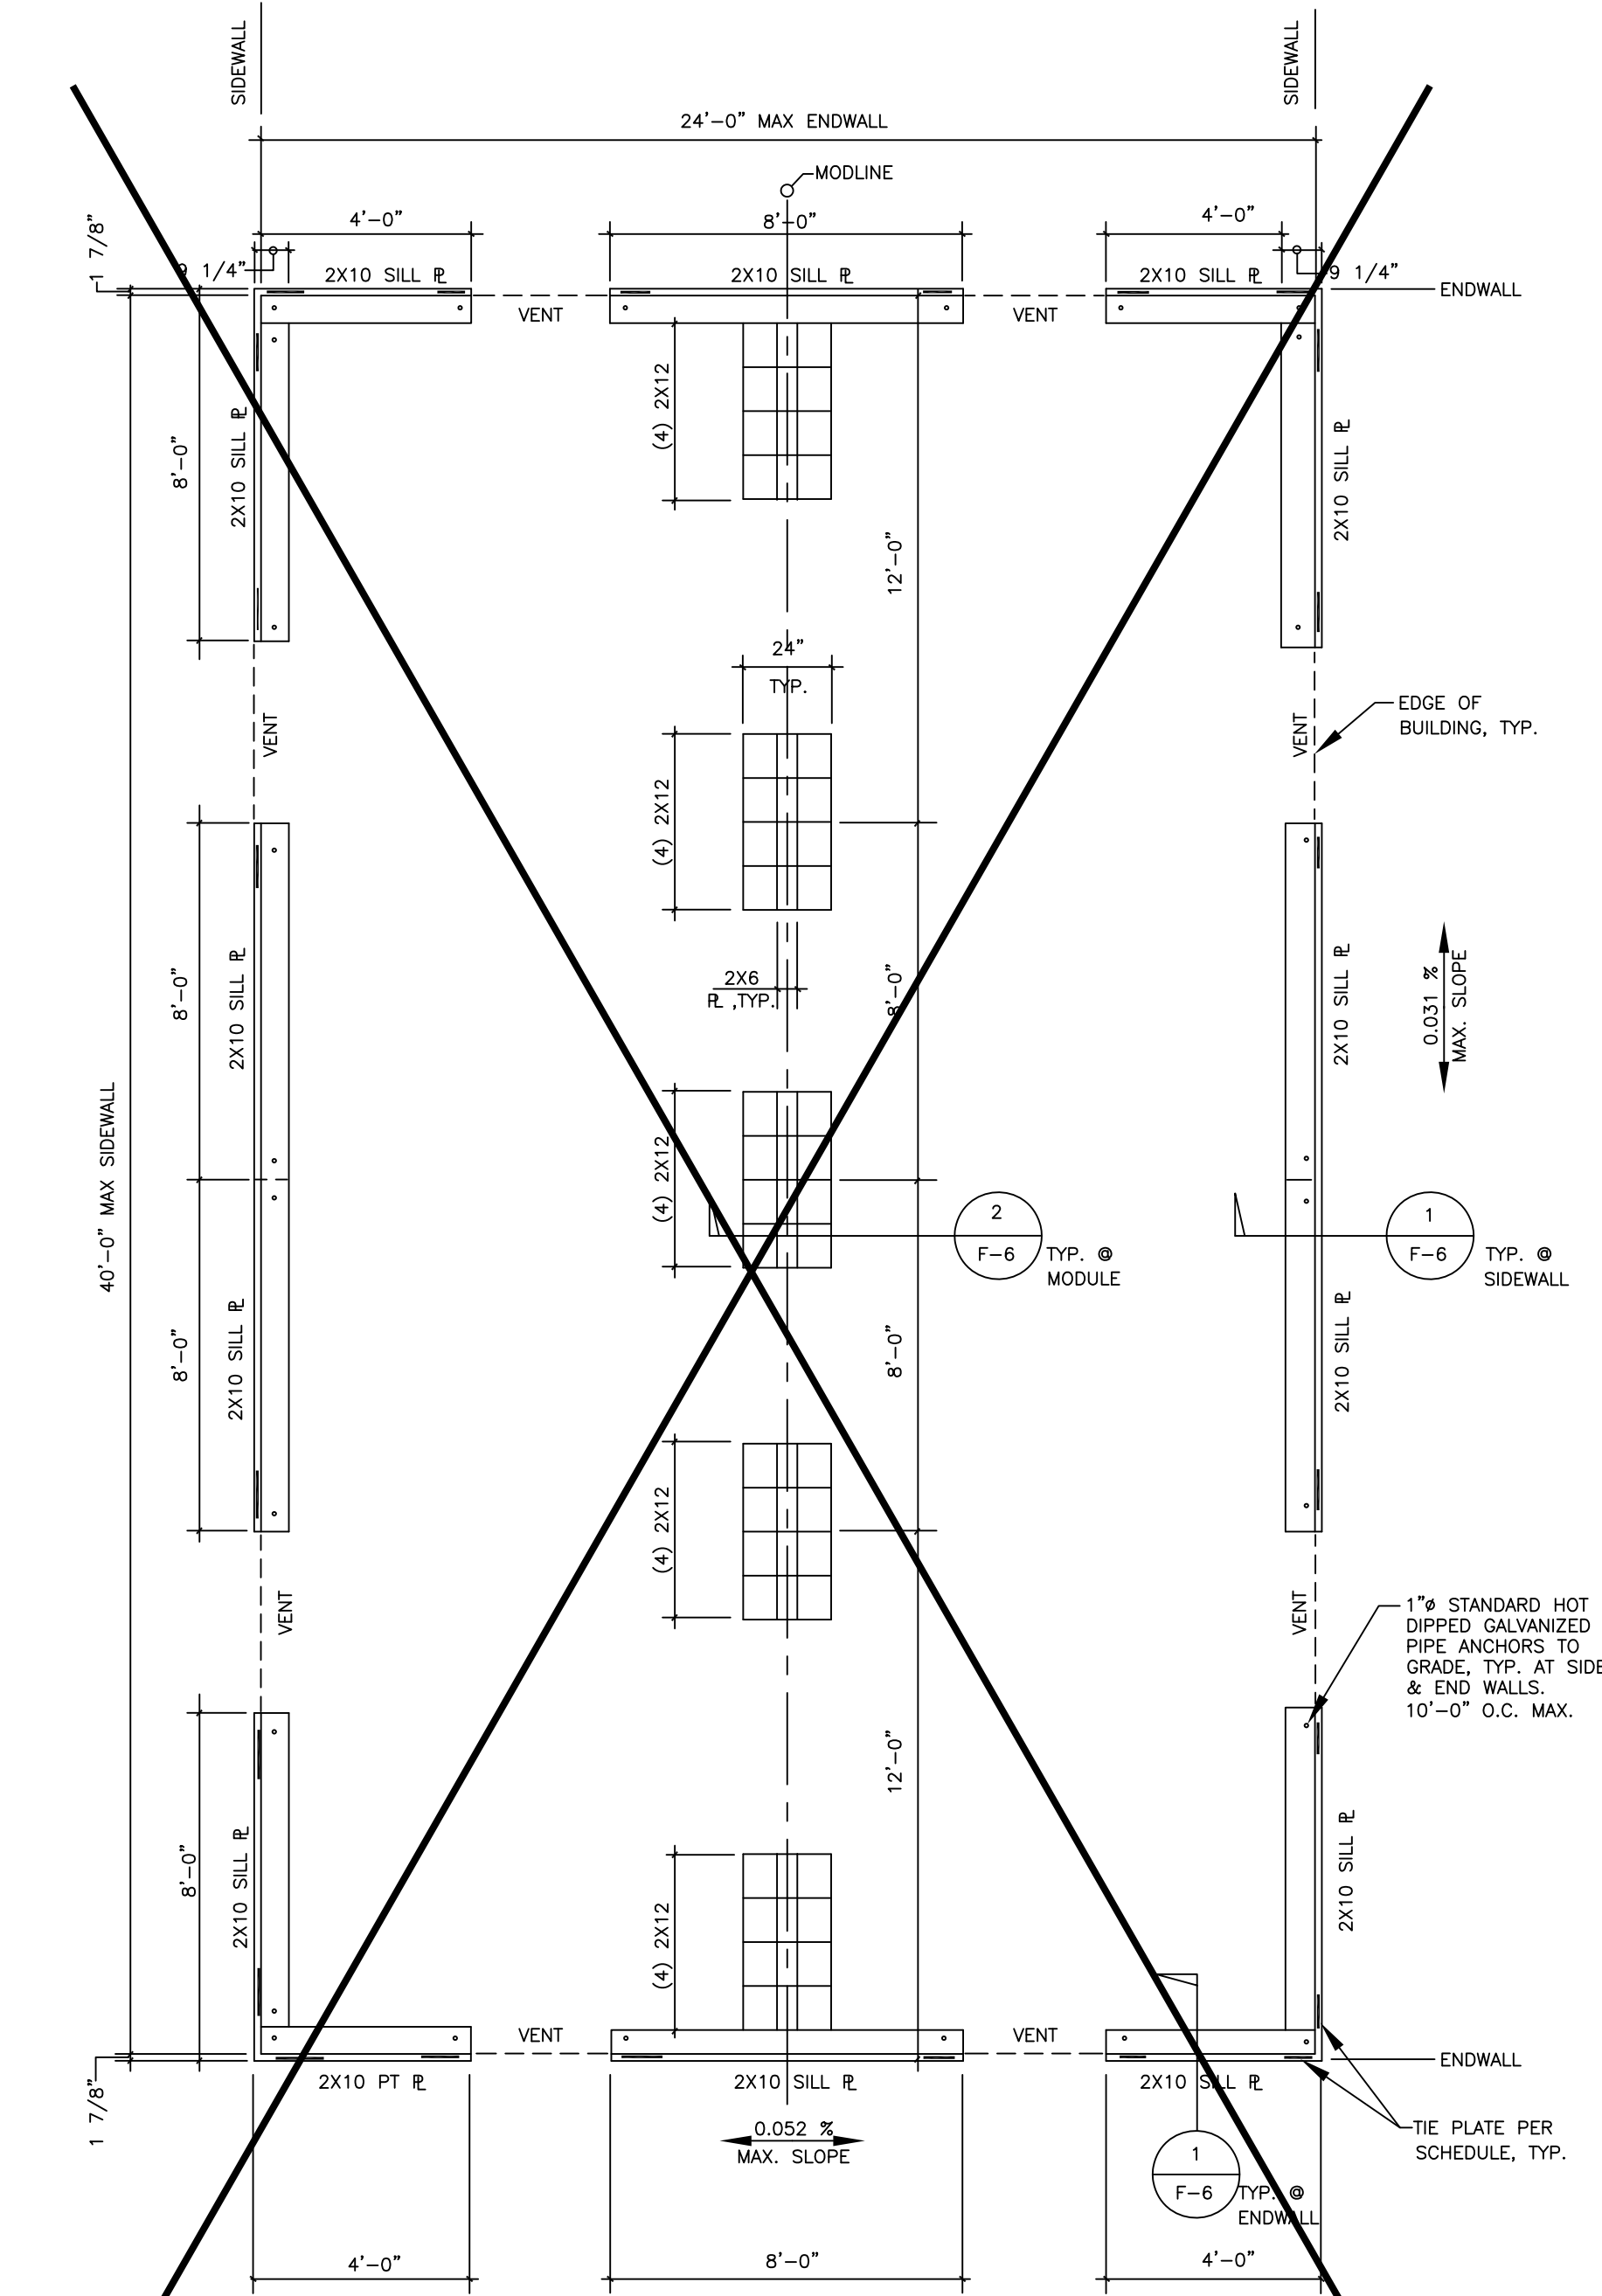 SIDEWALL
SIDEWALL
24'-0" MAX ENDWALL
MODLINE
1 7/8"
4'-0"
8'-0"
4'-0"
9 1/4"
2X10 SILL PL
2X10 SILL PL
2X10 SILL PL
9 1/4"
ENDWALL
VENT
VENT
8'-0"
2X10 SILL PL
(4) 2X12
2X10 SILL PL
12'-0"
24"
TYP.
VENT
VENT
EDGE OF
BUILDING, TYP.
(4) 2X12
8'-0"
2X10 SILL PL
2X6
PL ,TYP.
8'-0"
2X10 SILL PL
0.031 %
MAX. SLOPE
40'-0" MAX SIDEWALL
(4) 2X12
2
F-6
TYP. @
MODULE
1
F-6
TYP. @
SIDEWALL
8'-0"
2X10 SILL PL
8'-0"
2X10 SILL PL
(4) 2X12
VENT
VENT
1"ø STANDARD HOT
DIPPED GALVANIZED
PIPE ANCHORS TO
GRADE, TYP. AT SIDE
& END WALLS.
10'-0" O.C. MAX.
12'-0"
8'-0"
2X10 SILL PL
(4) 2X12
2X10 SILL PL
VENT
VENT
ENDWALL
1 7/8"
2X10 PT PL
2X10 SILL PL
2X10 SILL PL
0.052 %
MAX. SLOPE
TIE PLATE PER
SCHEDULE, TYP.
1
F-6
TYP. @
ENDWALL
4'-0"
8'-0"
4'-0"